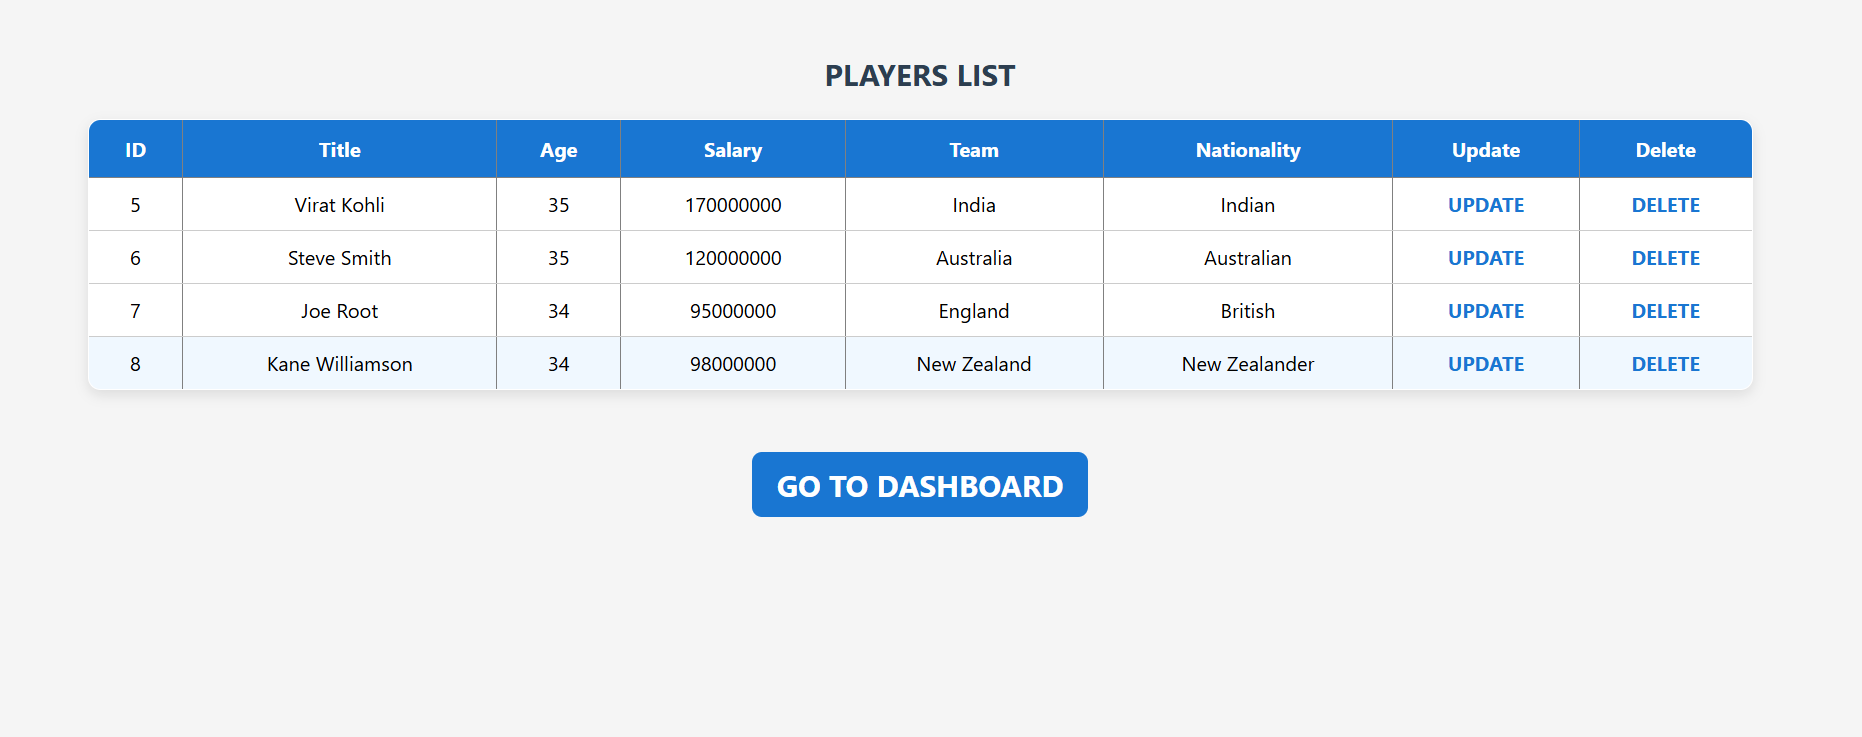 PLAYERS LIST
ID Title Age Salary Team Nationality Update Delete
5 Virat Kohli 35 170000000 India Indian UPDATE DELETE
6 Steve Smith 35 120000000 Australia Australian UPDATE DELETE
7 Joe Root 34 95000000 England British UPDATE DELETE
8 Kane Williamson 34 98000000 New Zealand New Zealander UPDATE DELETE
GO TO DASHBOARD